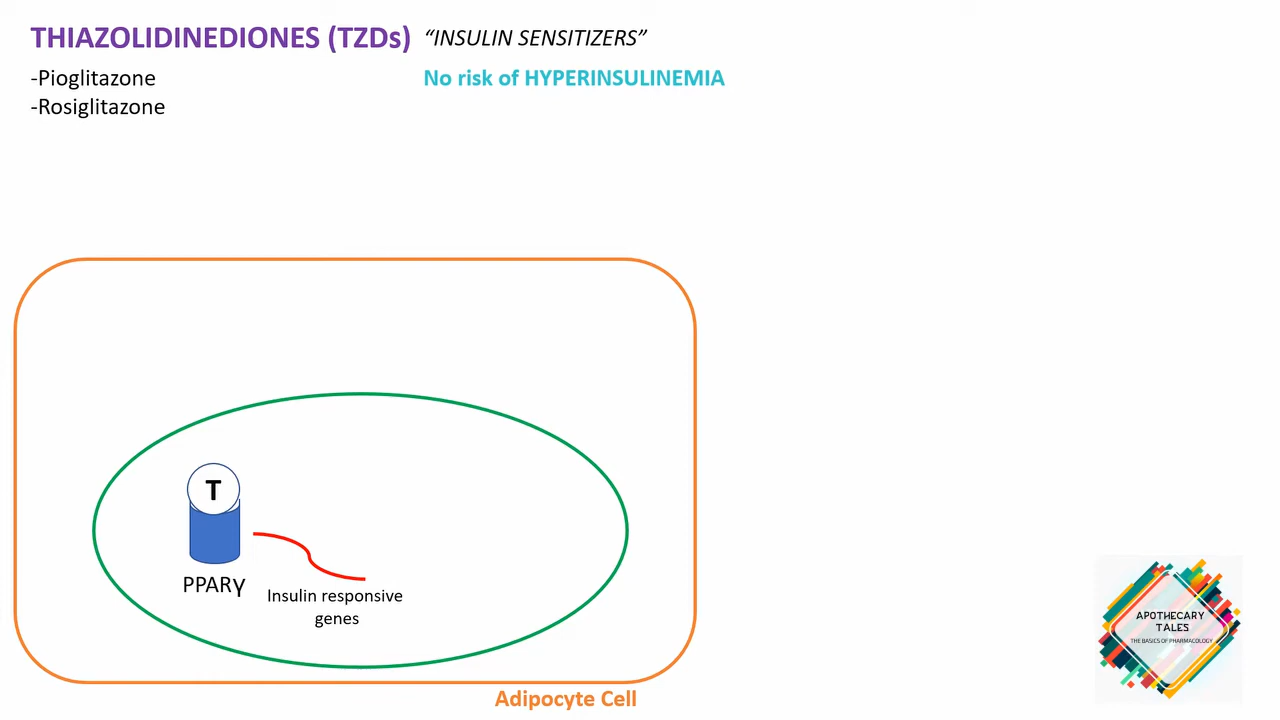 THIAZOLIDINEDIONES (TZDs) “INSULIN SENSITIZERS”
-Pioglitazone
No risk of HYPERINSULINEMIA
-Rosiglitazone
T
PPARγ
Insulin responsive
genes
Adipocyte Cell
APOTHECARY
TALES
THE BASICS OF PHARMACOLOGY